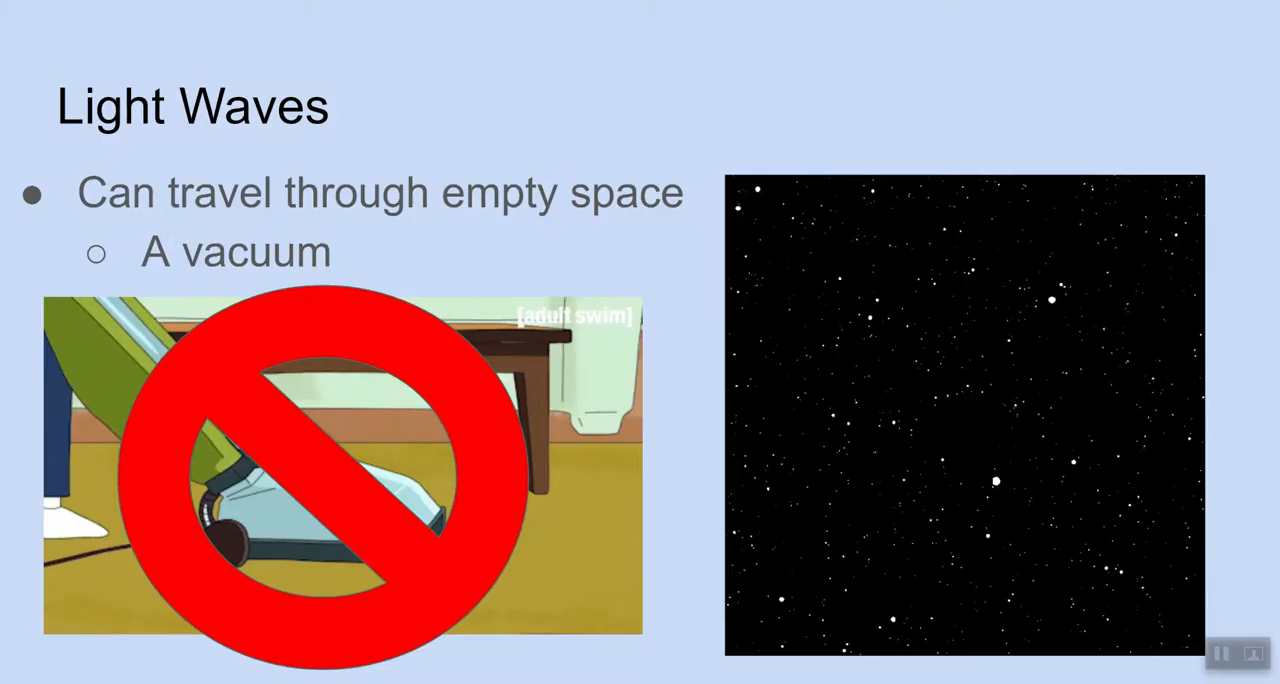 Light Waves
● Can travel through empty space
○ A vacuum
[adult swim]